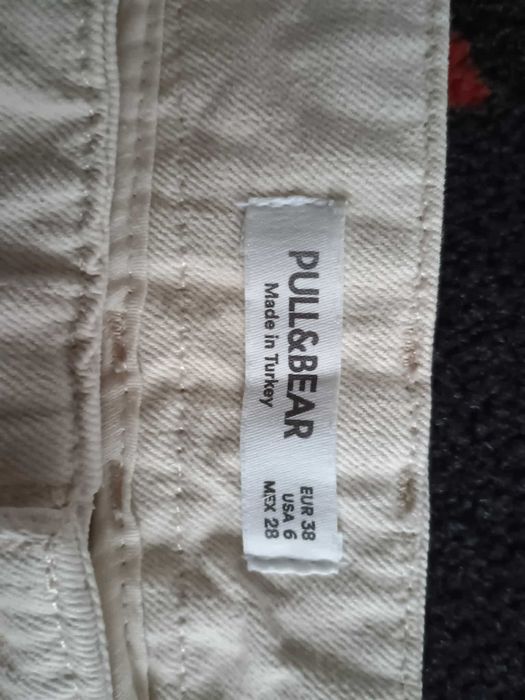 PULL&BEAR
Made in Turkey
EUR 38
USA 6
MEX 28